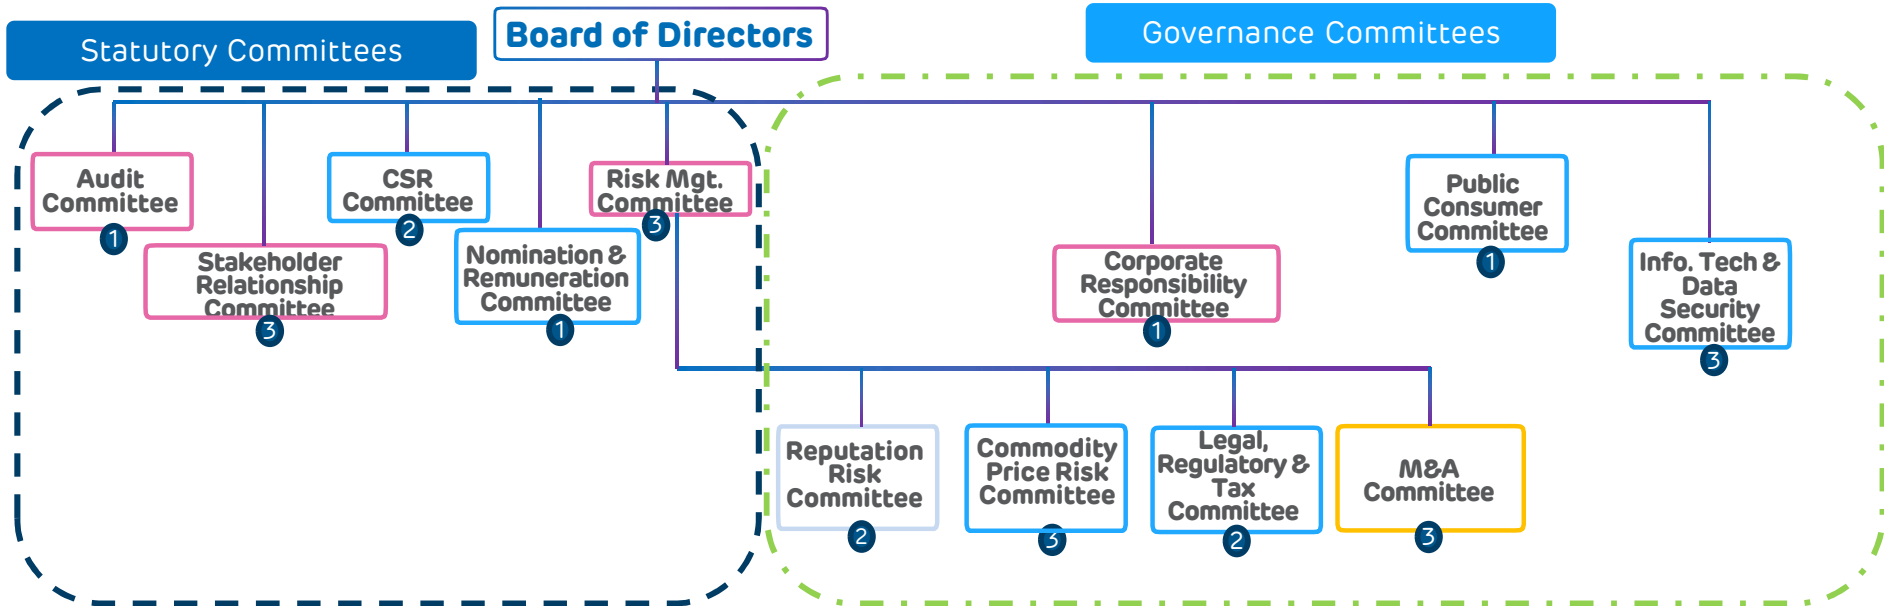 Statutory Committees
Board of Directors
Governance Committees
Audit
Committee
1
Stakeholder
Relationship
Committee
3
CSR
Committee
2
Nomination &
Remuneration
Committee
1
Risk Mgt.
Committee
3
Corporate
Responsibility
Committee
1
Public
Consumer
Committee
1
Info. Tech &
Data
Security
Committee
3
Reputation
Risk
Committee
2
Commodity
Price Risk
Committee
3
Legal,
Regulatory &
Tax
Committee
2
M&A
Committee
3